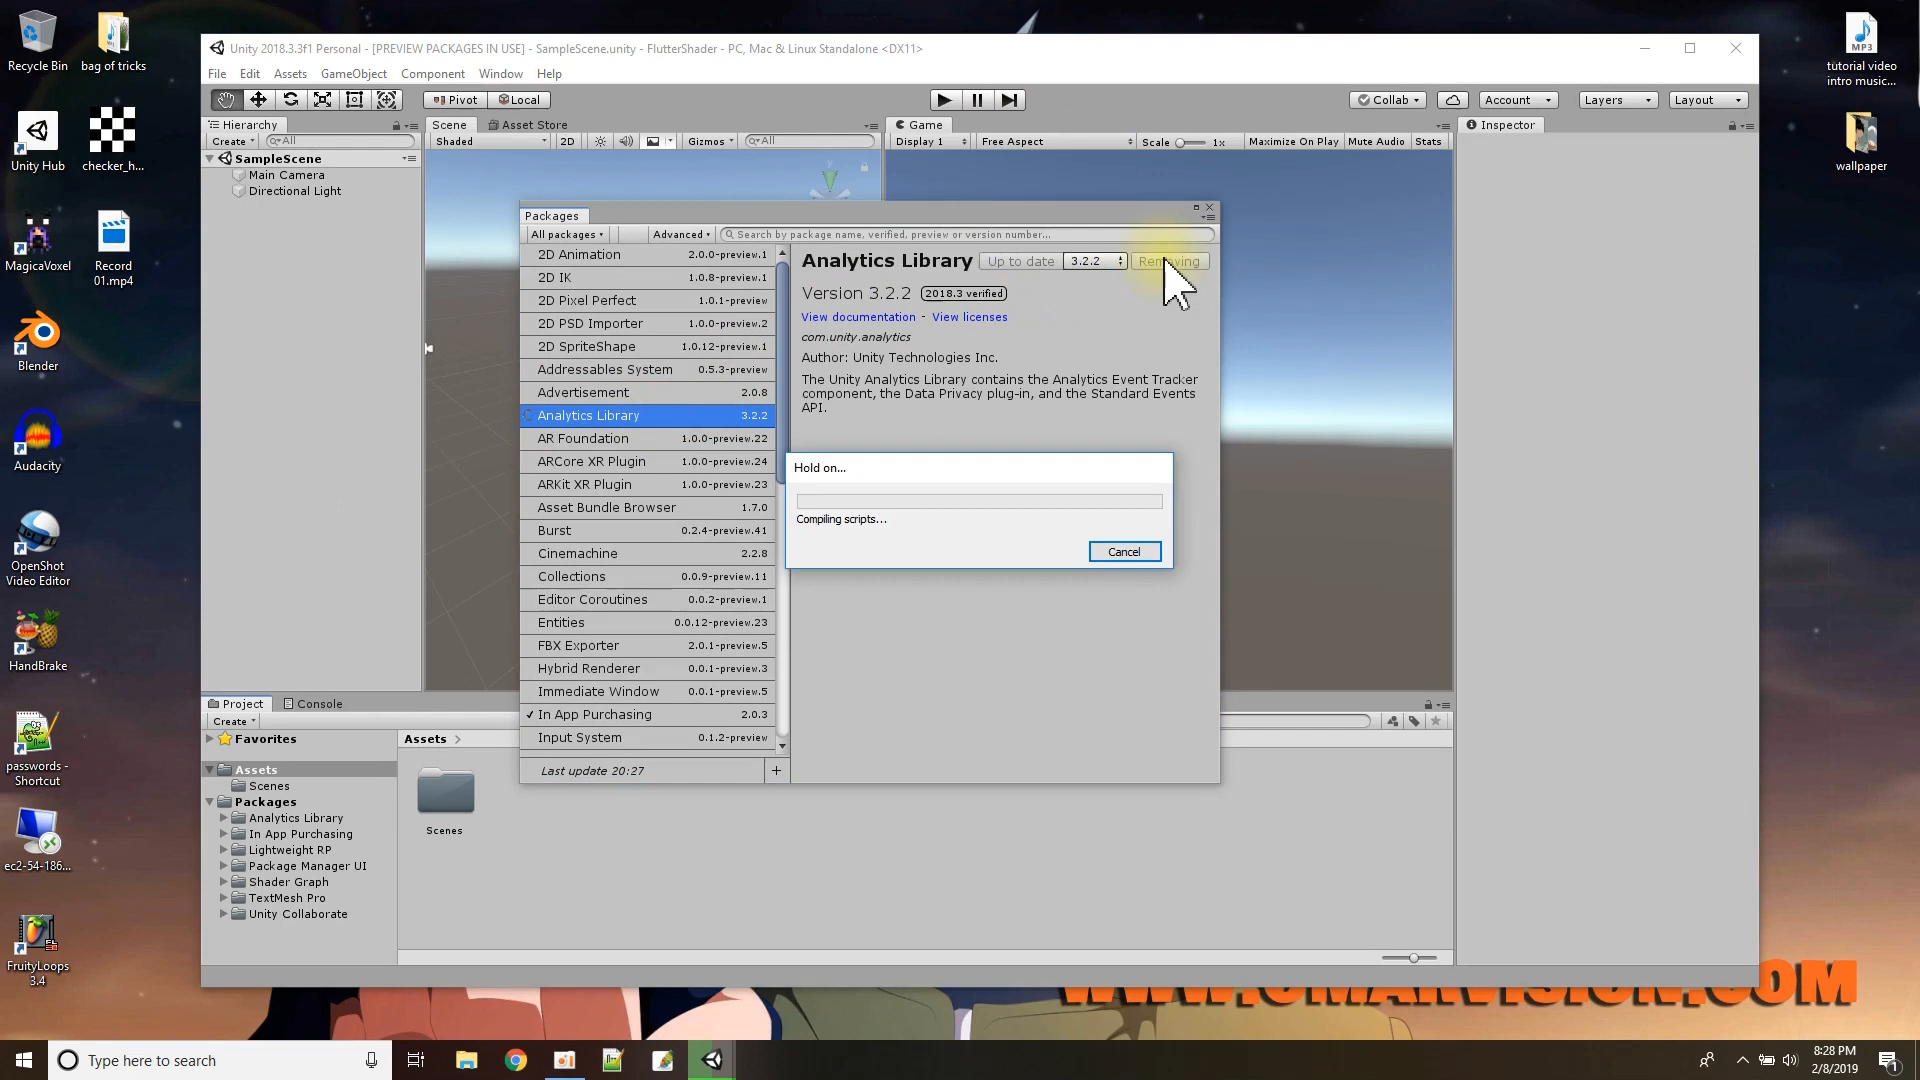 Recycle Bin
bag of tricks
Unity Hub
checker_h...
MagicaVoxel
Record
01.mp4
Blender
Audacity
OpenShot
Video Editor
HandBrake
passwords -
Shortcut
ec2-54-186...
FruityLoops
3.4
MP3
tutorial video
intro music...
wallpaper
Unity 2018.3.3f1 Personal - [PREVIEW PACKAGES IN USE] - SampleScene.unity - FlutterShader - PC, Mac & Linux Standalone <DX11>
File Edit Assets GameObject Component Window Help
Pivot Local
Collab Account Layers Layout
Hierarchy
Create All
SampleScene
Main Camera
Directional Light
Scene Asset Store
Shaded 2D Gizmos All
Game
Display 1 Free Aspect Scale 1x Maximize On Play Mute Audio Stats
Inspector
Packages
All packages Advanced Search by package name, verified, preview or version number...
2D Animation 2.0.0-preview.1
2D IK 1.0.8-preview.1
2D Pixel Perfect 1.0.1-preview
2D PSD Importer 1.0.0-preview.2
2D SpriteShape 1.0.12-preview.1
Addressables System 0.5.3-preview
Advertisement 2.0.8
Analytics Library 3.2.2
AR Foundation 1.0.0-preview.22
ARCore XR Plugin 1.0.0-preview.24
ARKit XR Plugin 1.0.0-preview.23
Asset Bundle Browser 1.7.0
Burst 0.2.4-preview.41
Cinemachine 2.2.8
Collections 0.0.9-preview.11
Editor Coroutines 0.0.2-preview.1
Entities 0.0.12-preview.23
FBX Exporter 2.0.1-preview.5
Hybrid Renderer 0.0.1-preview.3
Immediate Window 0.0.1-preview.5
In App Purchasing 2.0.3
Input System 0.1.2-preview
Last update 20:27 +
Analytics Library Up to date 3.2.2 Removing
Version 3.2.2 2018.3 verified
View documentation - View licenses
com.unity.analytics
Author: Unity Technologies Inc.
The Unity Analytics Library contains the Analytics Event Tracker
component, the Data Privacy plug-in, and the Standard Events
API.
Hold on...
Compiling scripts...
Cancel
Project Console
Create
Favorites
Assets
Scenes
Packages
Analytics Library
In App Purchasing
Lightweight RP
Package Manager UI
Shader Graph
TextMesh Pro
Unity Collaborate
Assets
Scenes
WWW.OMARVISION.COM
Type here to search
8:28 PM
2/8/2019
1